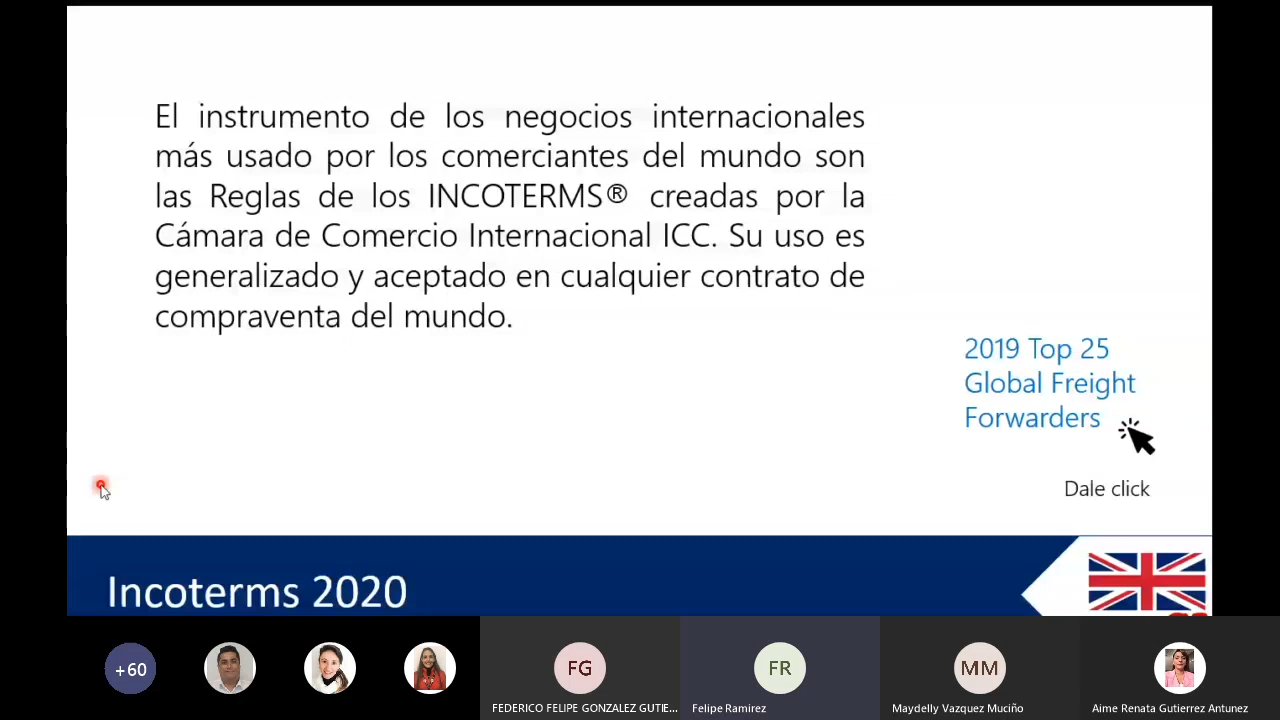 El instrumento de los negocios internacionales
más usado por los comerciantes del mundo son
las Reglas de los INCOTERMS® creadas por la
Cámara de Comercio Internacional ICC. Su uso es
generalizado y aceptado en cualquier contrato de
compraventa del mundo.
2019 Top 25
Global Freight
Forwarders
Dale click
Incoterms 2020
+60
FG
FR
MM
FEDERICO FELIPE GONZALEZ GUTIE...
Felipe Ramirez
Maydelly Vazquez Muciño
Aime Renata Gutierrez Antunez